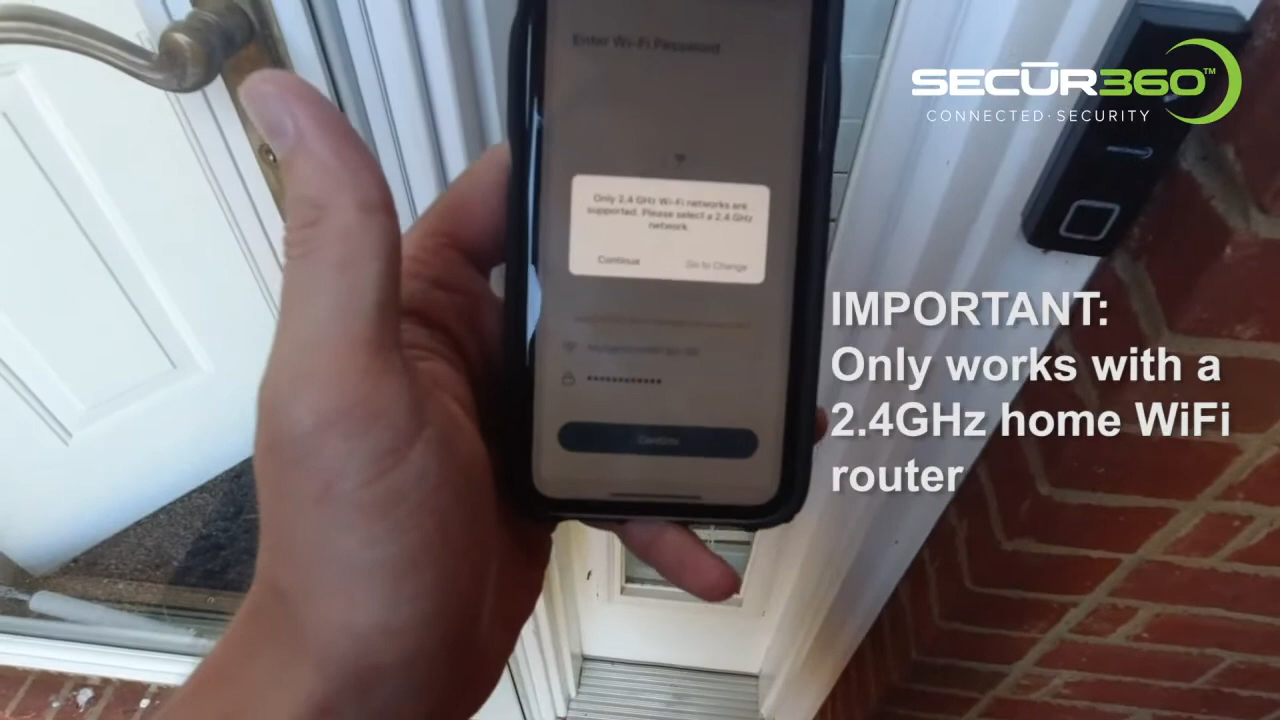 Enter Wi-Fi Password
Only 2.4 GHz Wi-Fi networks are
supported. Please select a 2.4 GHz
network.
Continue
Go to Change
SECŪR360™
CONNECTED·SECURITY
IMPORTANT:
Only works with a
2.4GHz home WiFi
router